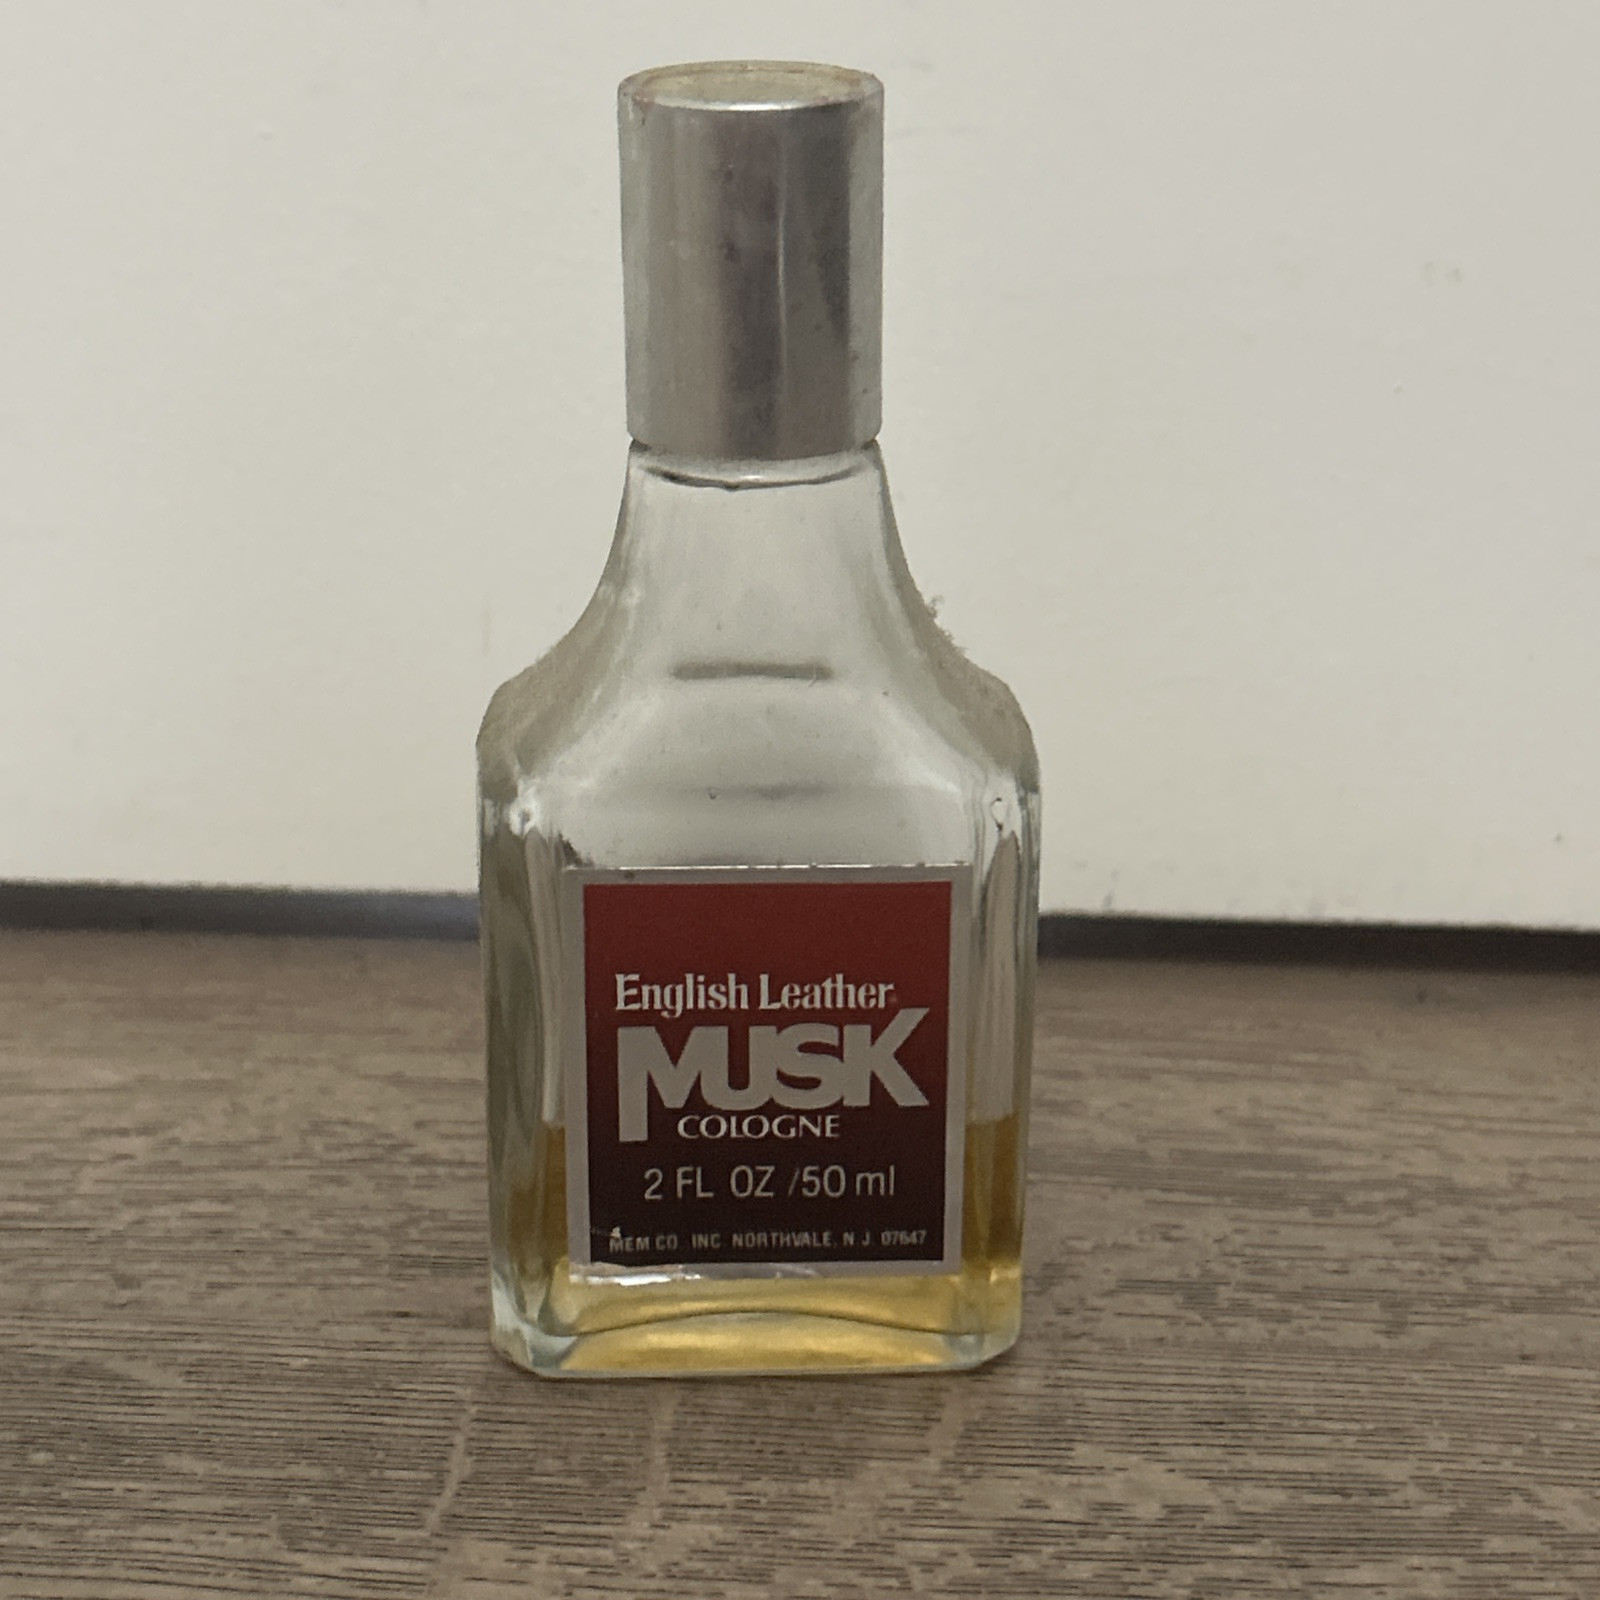 English Leather
MUSK
COLOGNE
2 FL OZ /50 ml
MEM CO. INC. NORTHVALE, N.J. 07647